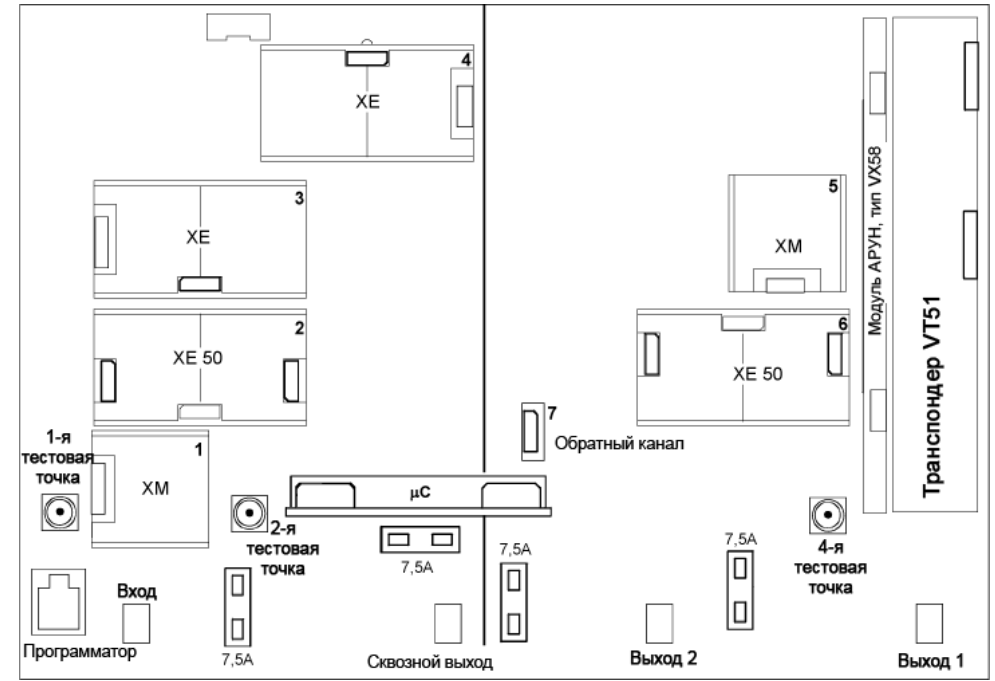 4
XE
3
XE
2
XE 50
1-я
тестовая
точка
1
XM
2-я
тестовая
точка
µC
7,5A
7,5A
7,5A
7,5A
Программатор
Вход
Сквозной выход
5
XM
6
XE 50
7
Обратный канал
4-я
тестовая
точка
Выход 2
Выход 1
Модуль АРУН, тип VX58
Транспондер VT51